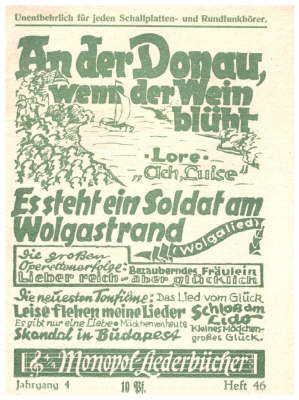 Unentbehrlich für jeden Schallplatten- und Rundfunkhörer.
An der Donau,
wenn der Wein
blüht
· Lore ·
"Ach, Luise"
Es steht ein Soldat am
Wolgastrand
(Wolgalied)
Die großen
Operettenerfolge: Bezauberndes Fräulein
Lieber reich - aber glücklich
Die neuesten Tonfilme: Das Lied vom Glück
Leise flehen meine Lieder Schloß am
Es gibt nur eine Liebe • Mädchen von heute Lido
Skandal in Budapest Kleines Mädchen-
großes Glück.
Monopol-Liederbücher
Jahrgang 4 10 Pf. Heft 46